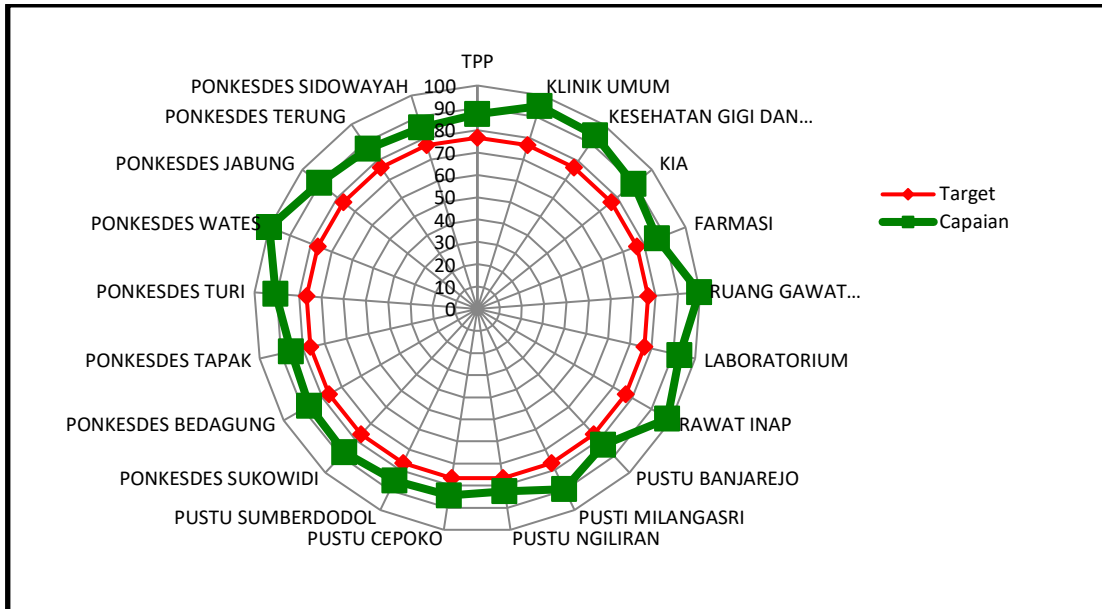 TPP
KLINIK UMUM
KESEHATAN GIGI DAN...
KIA
FARMASI
RUANG GAWAT...
LABORATORIUM
RAWAT INAP
PUSTU BANJAREJO
PUSTI MILANGASRI
PUSTU NGILIRAN
PUSTU CEPOKO
PUSTU SUMBERDODOL
PONKESDES SUKOWIDI
PONKESDES BEDAGUNG
PONKESDES TAPAK
PONKESDES TURI
PONKESDES WATES
PONKESDES JABUNG
PONKESDES TERUNG
PONKESDES SIDOWAYAH
100
90
80
70
60
50
40
30
20
10
0
Target
Capaian